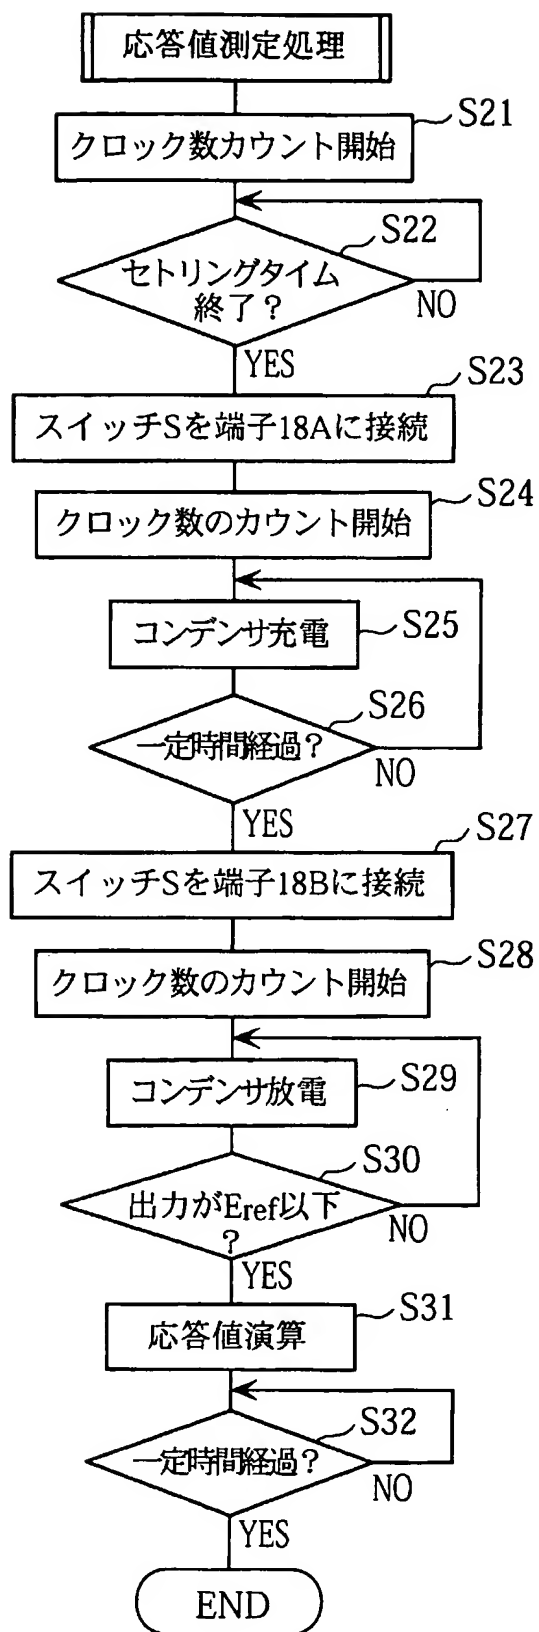 応答値測定処理
S21
クロック数カウント開始
S22
セトリングタイム
終了?
NO
YES
S23
スイッチSを端子18Aに接続
S24
クロック数のカウント開始
S25
コンデンサ充電
S26
一定時間経過?
NO
YES
S27
スイッチSを端子18Bに接続
S28
クロック数のカウント開始
S29
コンデンサ放電
S30
出力がEref以下
?
NO
YES
S31
応答値演算
S32
一定時間経過?
NO
YES
END